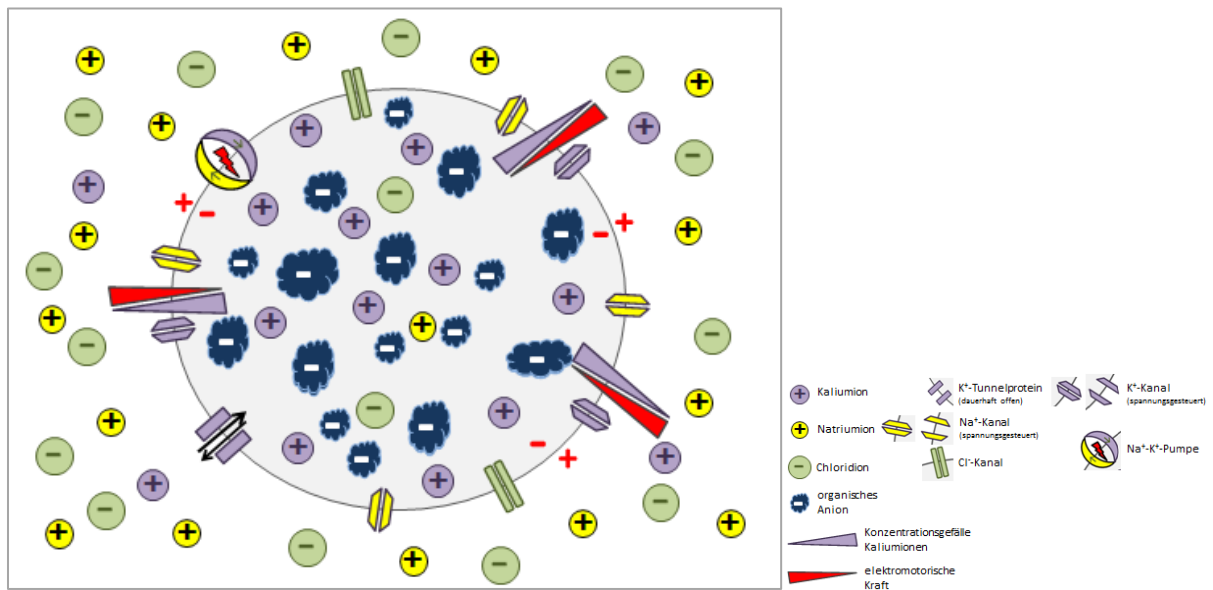 Kaliumion
K⁺-Tunnelprotein
(dauerhaft offen)
K⁺-Kanal
(spannungsgesteuert)
Natriumion
Na⁺-Kanal
(spannungsgesteuert)
Na⁺-K⁺-Pumpe
Chloridion
Cl⁻-Kanal
organisches
Anion
Konzentrationsgefälle
Kaliumionen
elektromotorische
Kraft